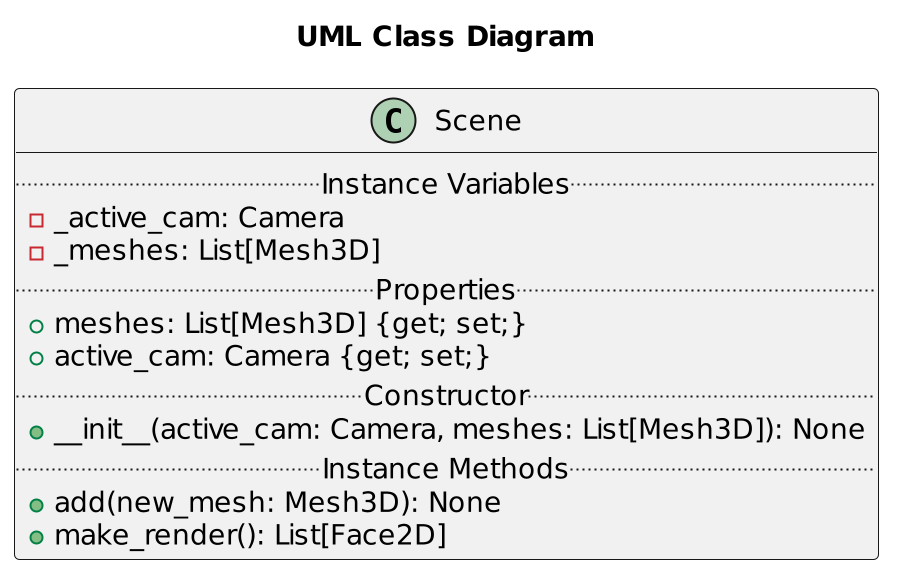 UML Class Diagram
C Scene
Instance Variables
_active_cam: Camera
_meshes: List[Mesh3D]
Properties
meshes: List[Mesh3D] {get; set;}
active_cam: Camera {get; set;}
Constructor
__init__(active_cam: Camera, meshes: List[Mesh3D]): None
Instance Methods
add(new_mesh: Mesh3D): None
make_render(): List[Face2D]